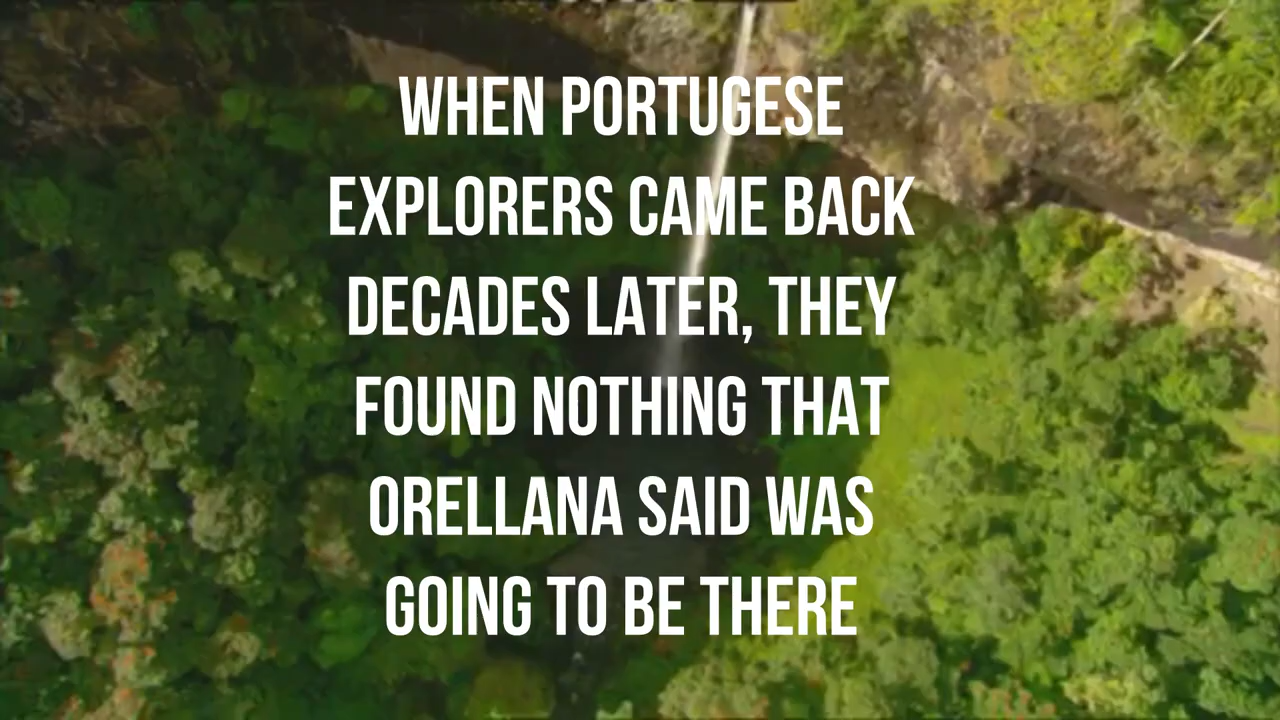 WHEN PORTUGESE
EXPLORERS CAME BACK
DECADES LATER, THEY
FOUND NOTHING THAT
ORELLANA SAID WAS
GOING TO BE THERE